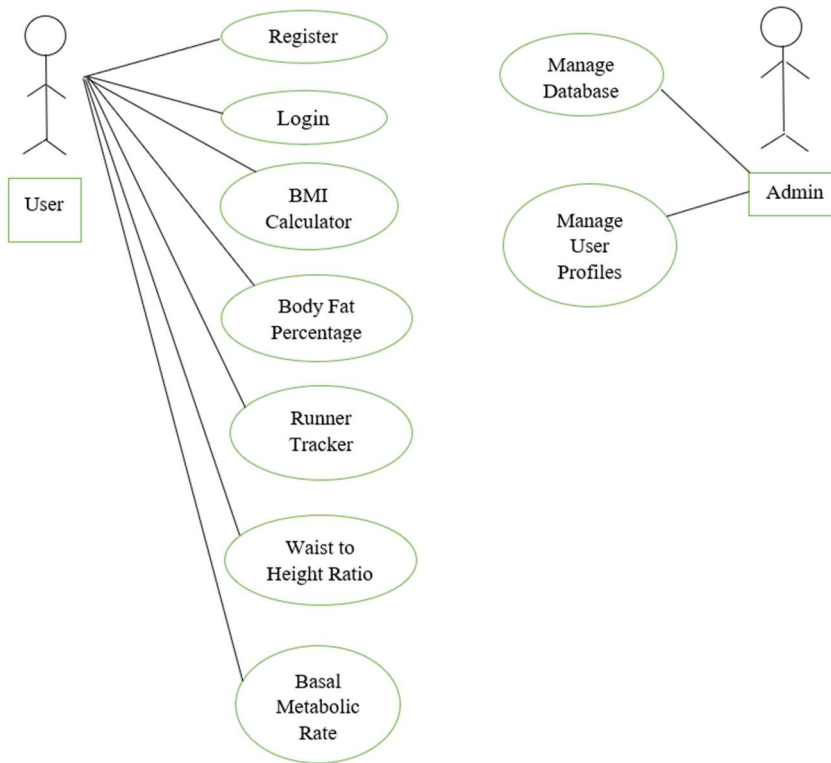 User
Register
Login
BMI
Calculator
Body Fat
Percentage
Runner
Tracker
Waist to
Height Ratio
Basal
Metabolic
Rate
Manage
Database
Manage
User
Profiles
Admin